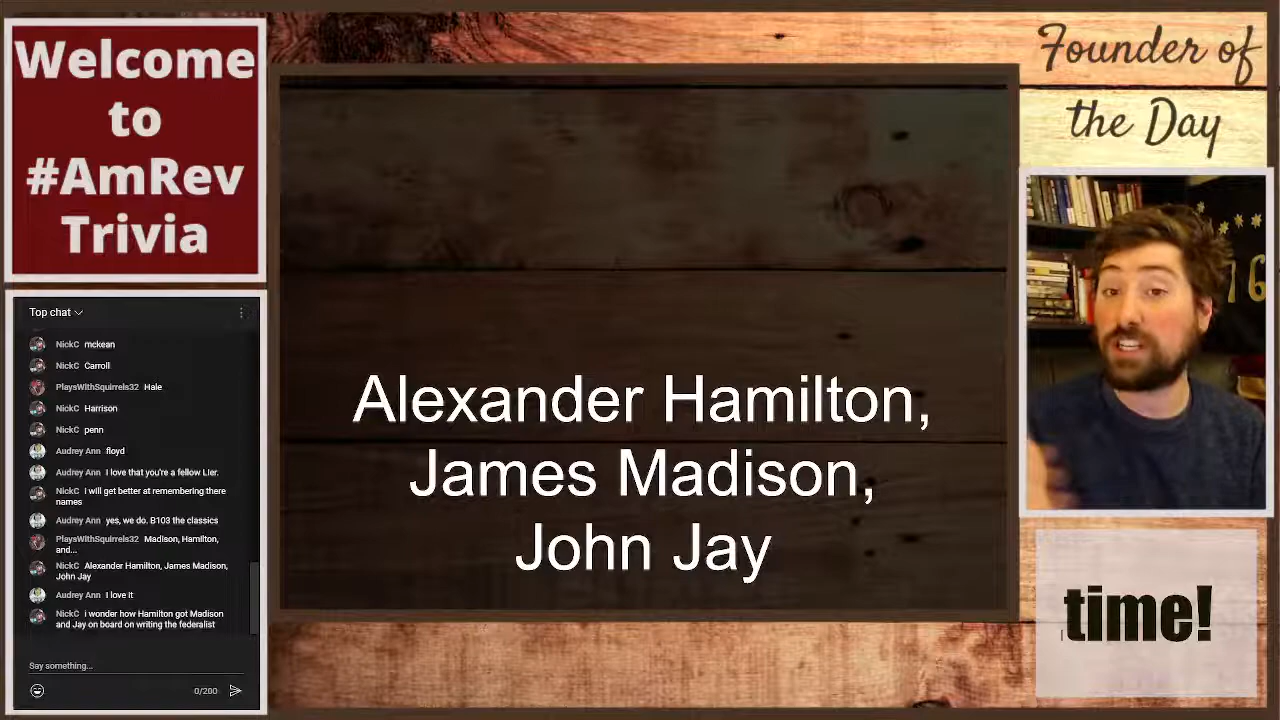 Welcome
to
#AmRev
Trivia
Top chat
NickC mckean
NickC Carroll
PlaysWithSquirrels32 Hale
NickC Harrison
NickC penn
Audrey Ann floyd
Audrey Ann I love that you're a fellow LIer.
NickC i will get better at remembering there
names
Audrey Ann yes, we do. B103 the classics
PlaysWithSquirrels32 Madison, Hamilton,
and...
NickC Alexander Hamilton, James Madison,
John Jay
Audrey Ann I love it
NickC i wonder how Hamilton got Madison
and Jay on board on writing the federalist
Say something...
0/200
Alexander Hamilton,
James Madison,
John Jay
Founder of
the Day
time!